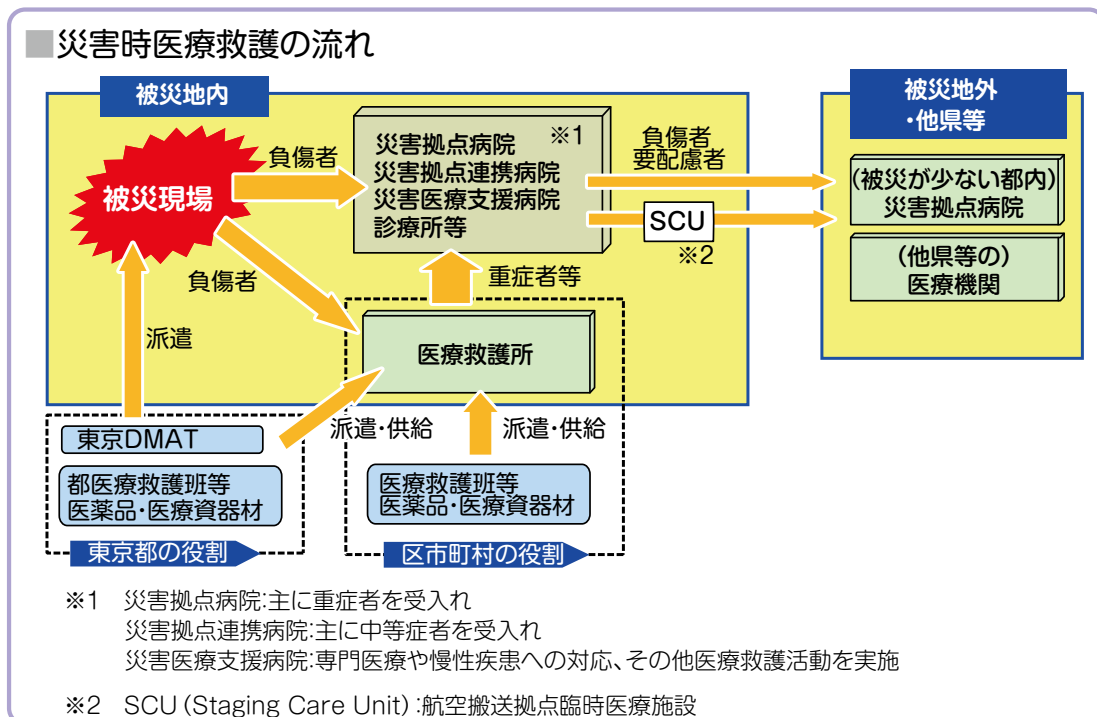 ■災害時医療救護の流れ
被災地内
被災地外
・他県等
被災現場
負傷者
災害拠点病院 ※1
災害拠点連携病院
災害医療支援病院
診療所等
負傷者
要配慮者
SCU
※2
(被災が少ない都内)
災害拠点病院
(他県等の)
医療機関
負傷者
重症者等
派遣
医療救護所
派遣・供給
派遣・供給
東京DMAT
都医療救護班等
医薬品・医療資器材
医療救護班等
医薬品・医療資器材
東京都の役割
区市町村の役割
※1 災害拠点病院:主に重症者を受入れ
災害拠点連携病院:主に中等症者を受入れ
災害医療支援病院:専門医療や慢性疾患への対応、その他医療救護活動を実施
※2 SCU(Staging Care Unit):航空搬送拠点臨時医療施設